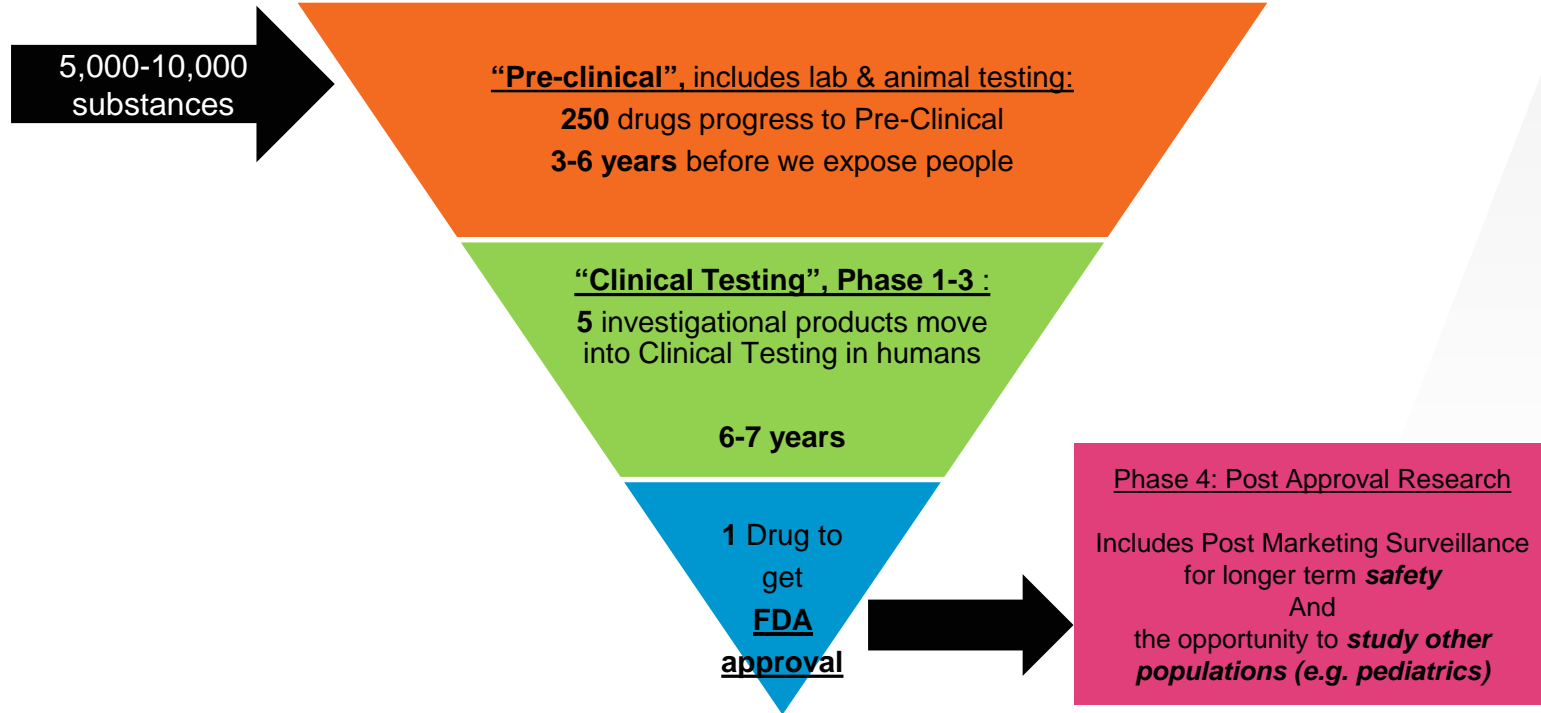 5,000-10,000
substances
“Pre-clinical”, includes lab & animal testing:
250 drugs progress to Pre-Clinical
3-6 years before we expose people
“Clinical Testing”, Phase 1-3 :
5 investigational products move
into Clinical Testing in humans
6-7 years
1 Drug to
get
FDA
approval
Phase 4: Post Approval Research
Includes Post Marketing Surveillance
for longer term safety
And
the opportunity to study other
populations (e.g. pediatrics)